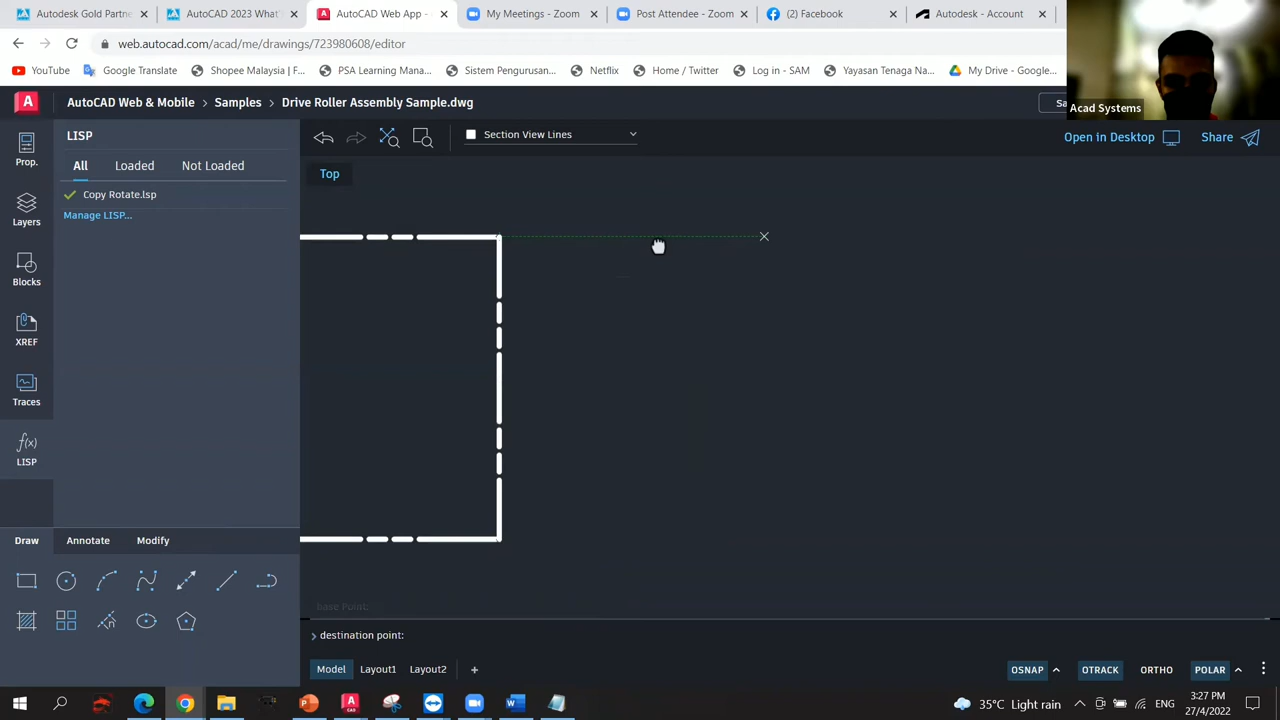 Autodesk Gold Partne
AutoCAD 2023 What'
AutoCAD Web App -
My Meetings - Zoom
Post Attendee - Zoom
(2) Facebook
Autodesk - Account
web.autocad.com/acad/me/drawings/723980608/editor
YouTube
Google Translate
Shopee Malaysia | F...
PSA Learning Mana...
Sistem Pengurusan...
Netflix
Home / Twitter
Log in - SAM
Yayasan Tenaga Na...
My Drive - Google...
Acad Systems
A
AutoCAD Web & Mobile > Samples > Drive Roller Assembly Sample.dwg
Sa
Prop.
Layers
Blocks
XREF
Traces
f(x)
LISP
LISP
All
Loaded
Not Loaded
Copy Rotate.lsp
Manage LISP...
Section View Lines
Open in Desktop
Share
Top
Draw
Annotate
Modify
Base Point:
> destination point:
Model
Layout1
Layout2
+
OSNAP
OTRACK
ORTHO
POLAR
35°C Light rain
ENG
3:27 PM
27/4/2022